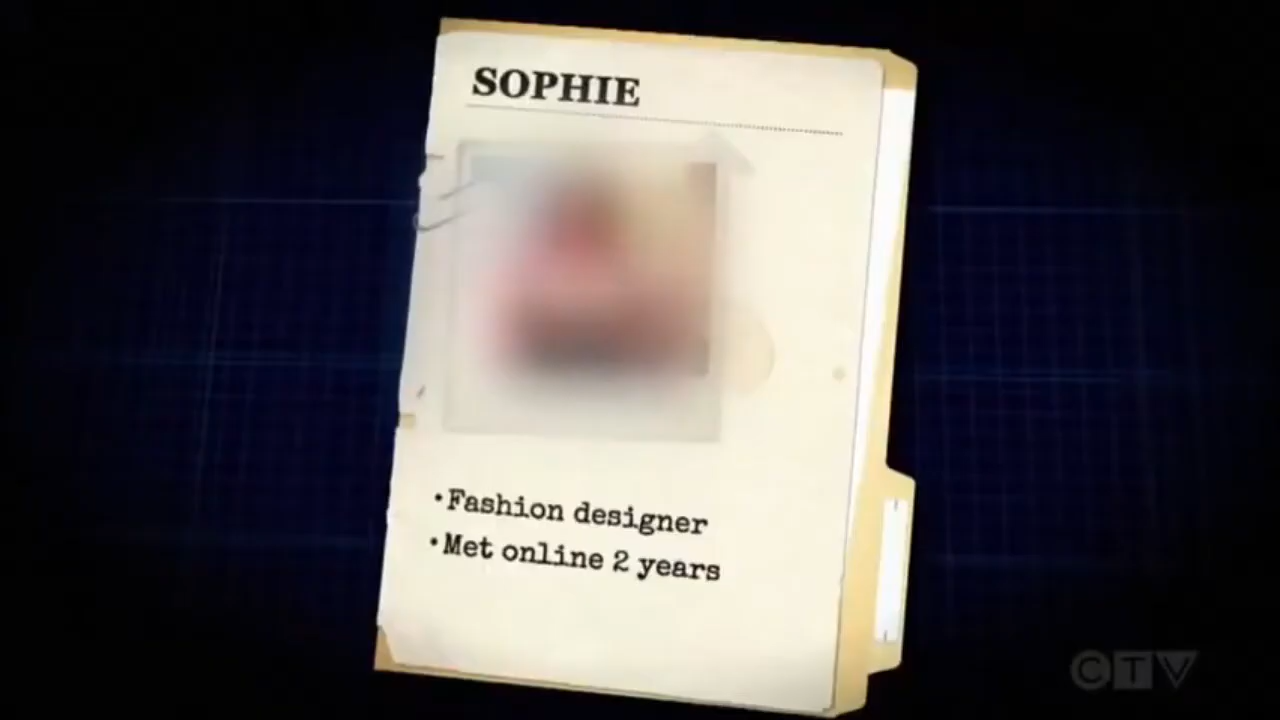 SOPHIE
• Fashion designer
• Met online 2 years
CTV